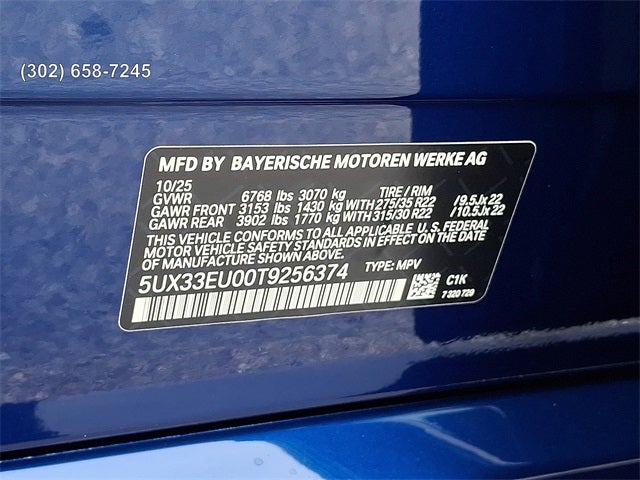 (302) 658-7245
MFD BY BAYERISCHE MOTOREN WERKE AG
10/25
GVWR 6768 lbs 3070 kg TIRE / RIM
GAWR FRONT 3153 lbs 1430 kg WITH 275/35 R22 /9.5Jx22
GAWR REAR 3902 lbs 1770 kg WITH 315/30 R22 /10.5Jx22
THIS VEHICLE CONFORMS TO ALL APPLICABLE U.S. FEDERAL
MOTOR VEHICLE SAFETY STANDARDS IN EFFECT ON THE DATE
OF MANUFACTURE SHOWN ABOVE.
5UX33EU00T9256374 TYPE: MPV
C1K
7 320 729